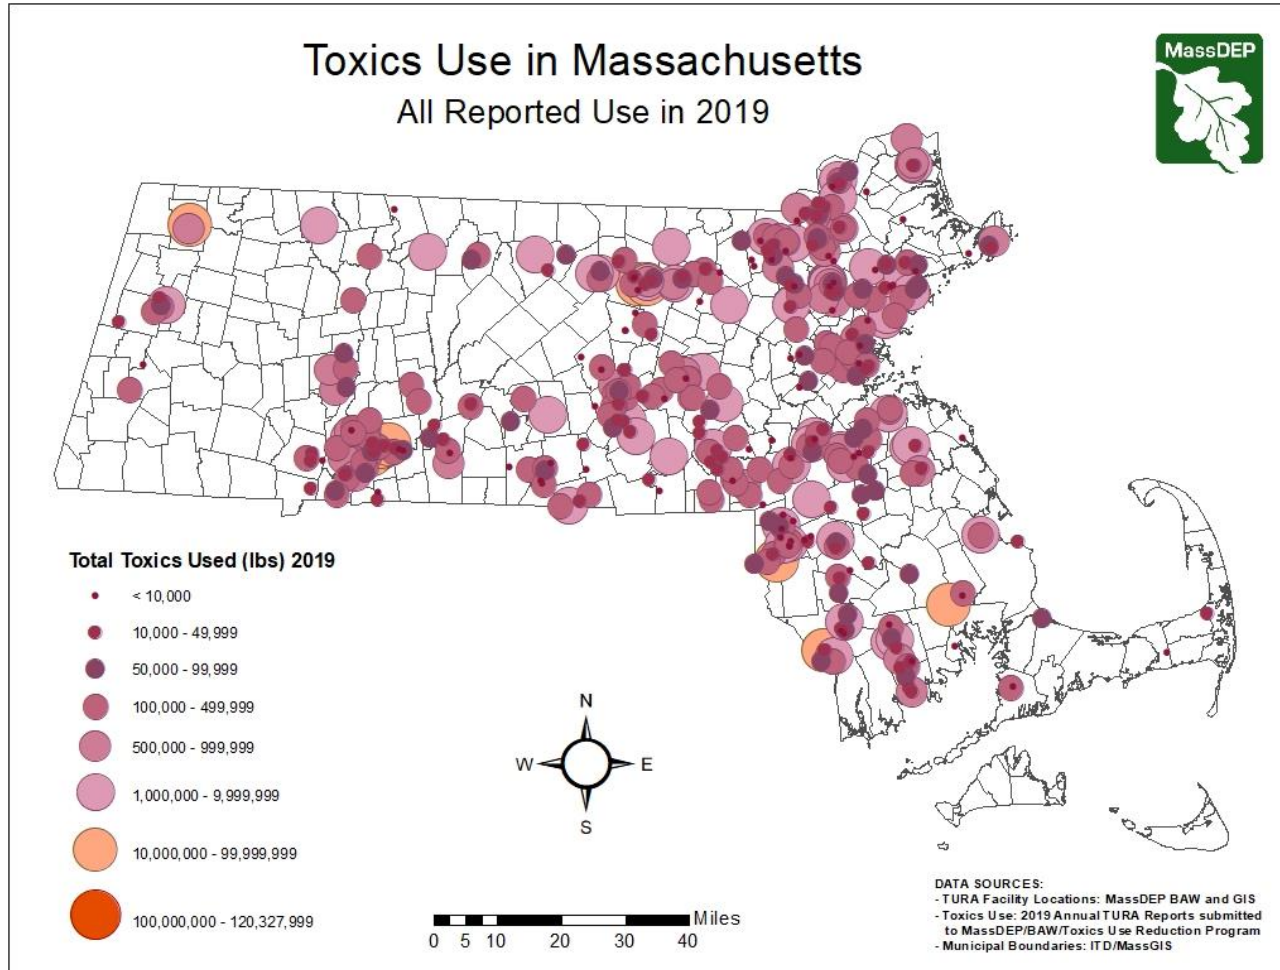 Toxics Use in Massachusetts
All Reported Use in 2019
MassDEP
Total Toxics Used (lbs) 2019
< 10,000
10,000 - 49,999
50,000 - 99,999
100,000 - 499,999
500,000 - 999,999
1,000,000 - 9,999,999
10,000,000 - 99,999,999
100,000,000 - 120,327,999
N
W E
S
Miles
0 5 10 20 30 40
DATA SOURCES:
- TURA Facility Locations: MassDEP BAW and GIS
- Toxics Use: 2019 Annual TURA Reports submitted
to MassDEP/BAW/Toxics Use Reduction Program
- Municipal Boundaries: ITD/MassGIS